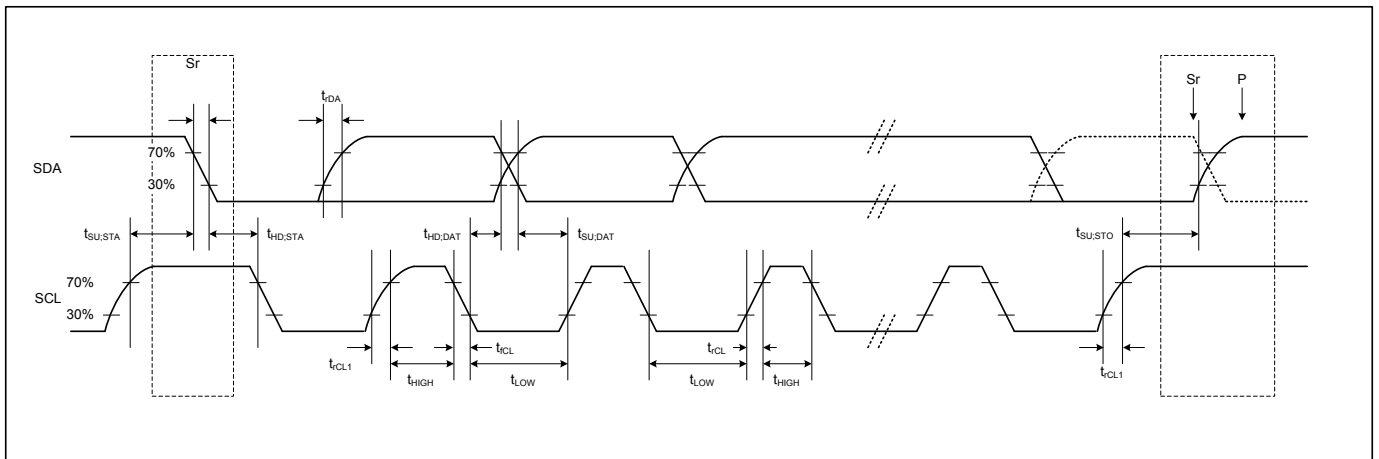 Sr
Sr P
trDA
70%
SDA
30%
tSU;STA tHD;STA tHD;DAT tSU;DAT tSU;STO
70%
SCL
30%
trCL1 tfCL trCL
tHIGH tLOW tLOW tHIGH trCL1